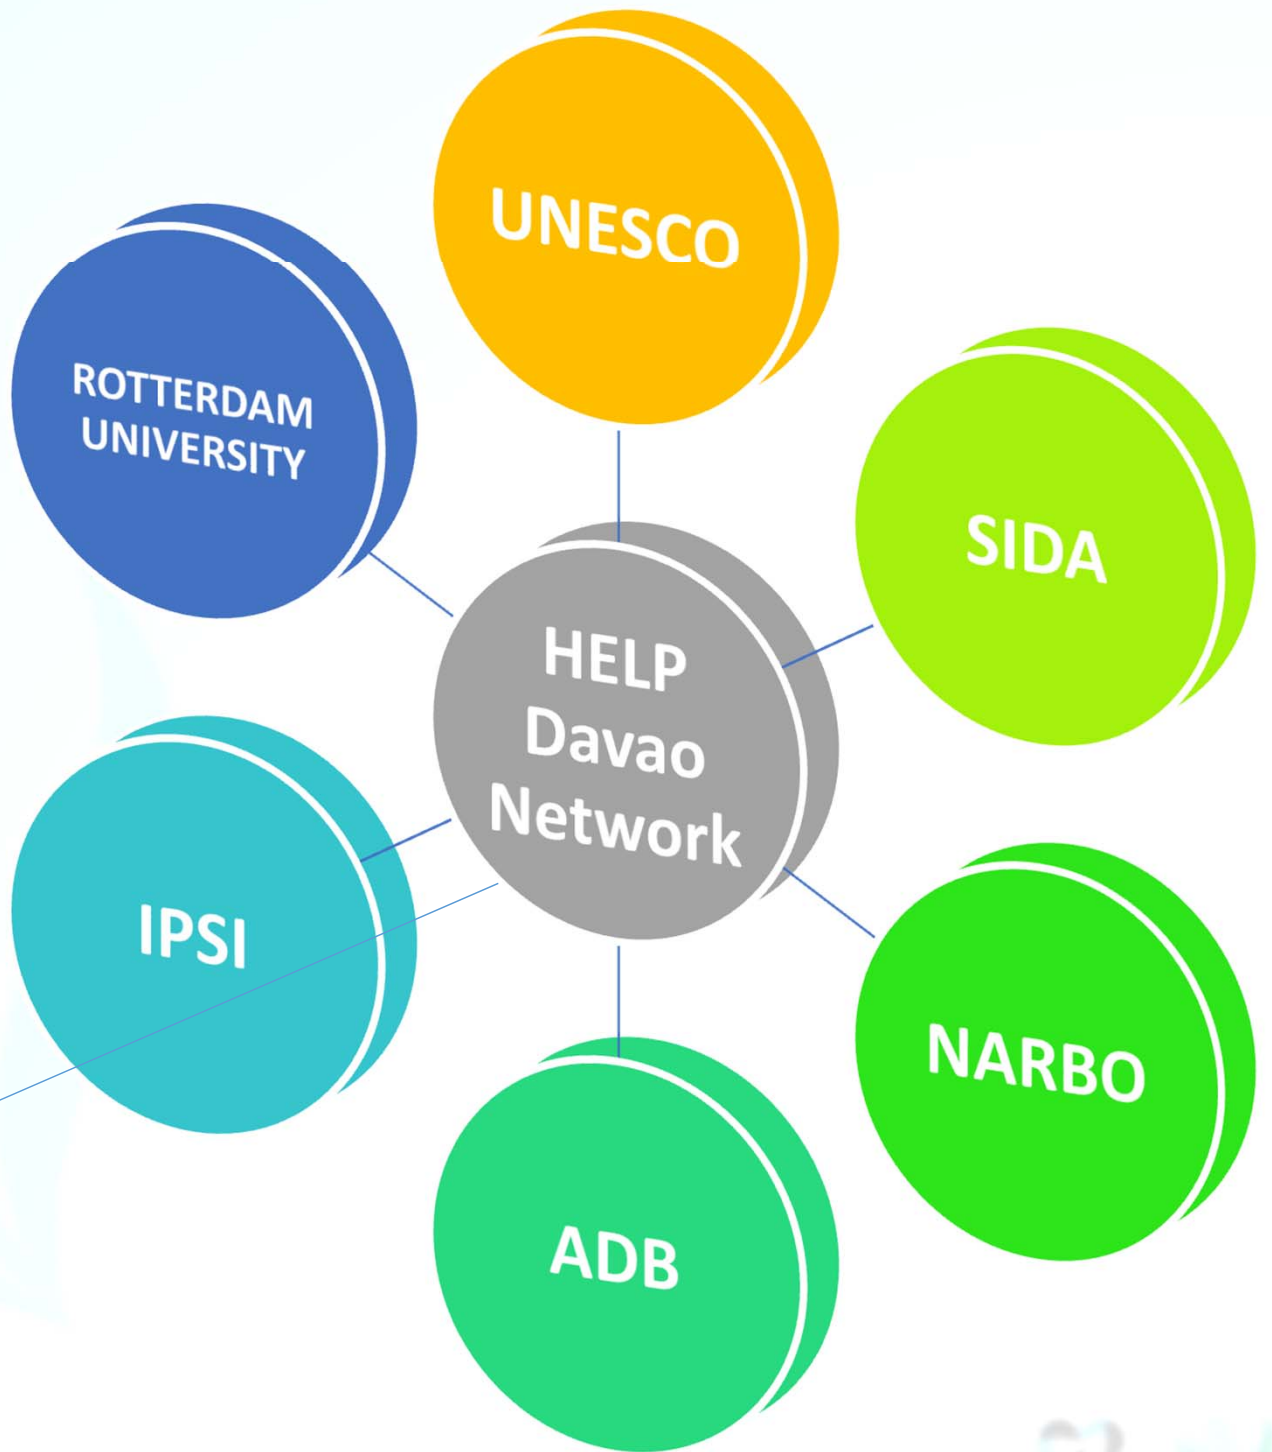 UNESCO
ROTTERDAM
UNIVERSITY
SIDA
HELP
Davao
Network
IPSI
NARBO
ADB